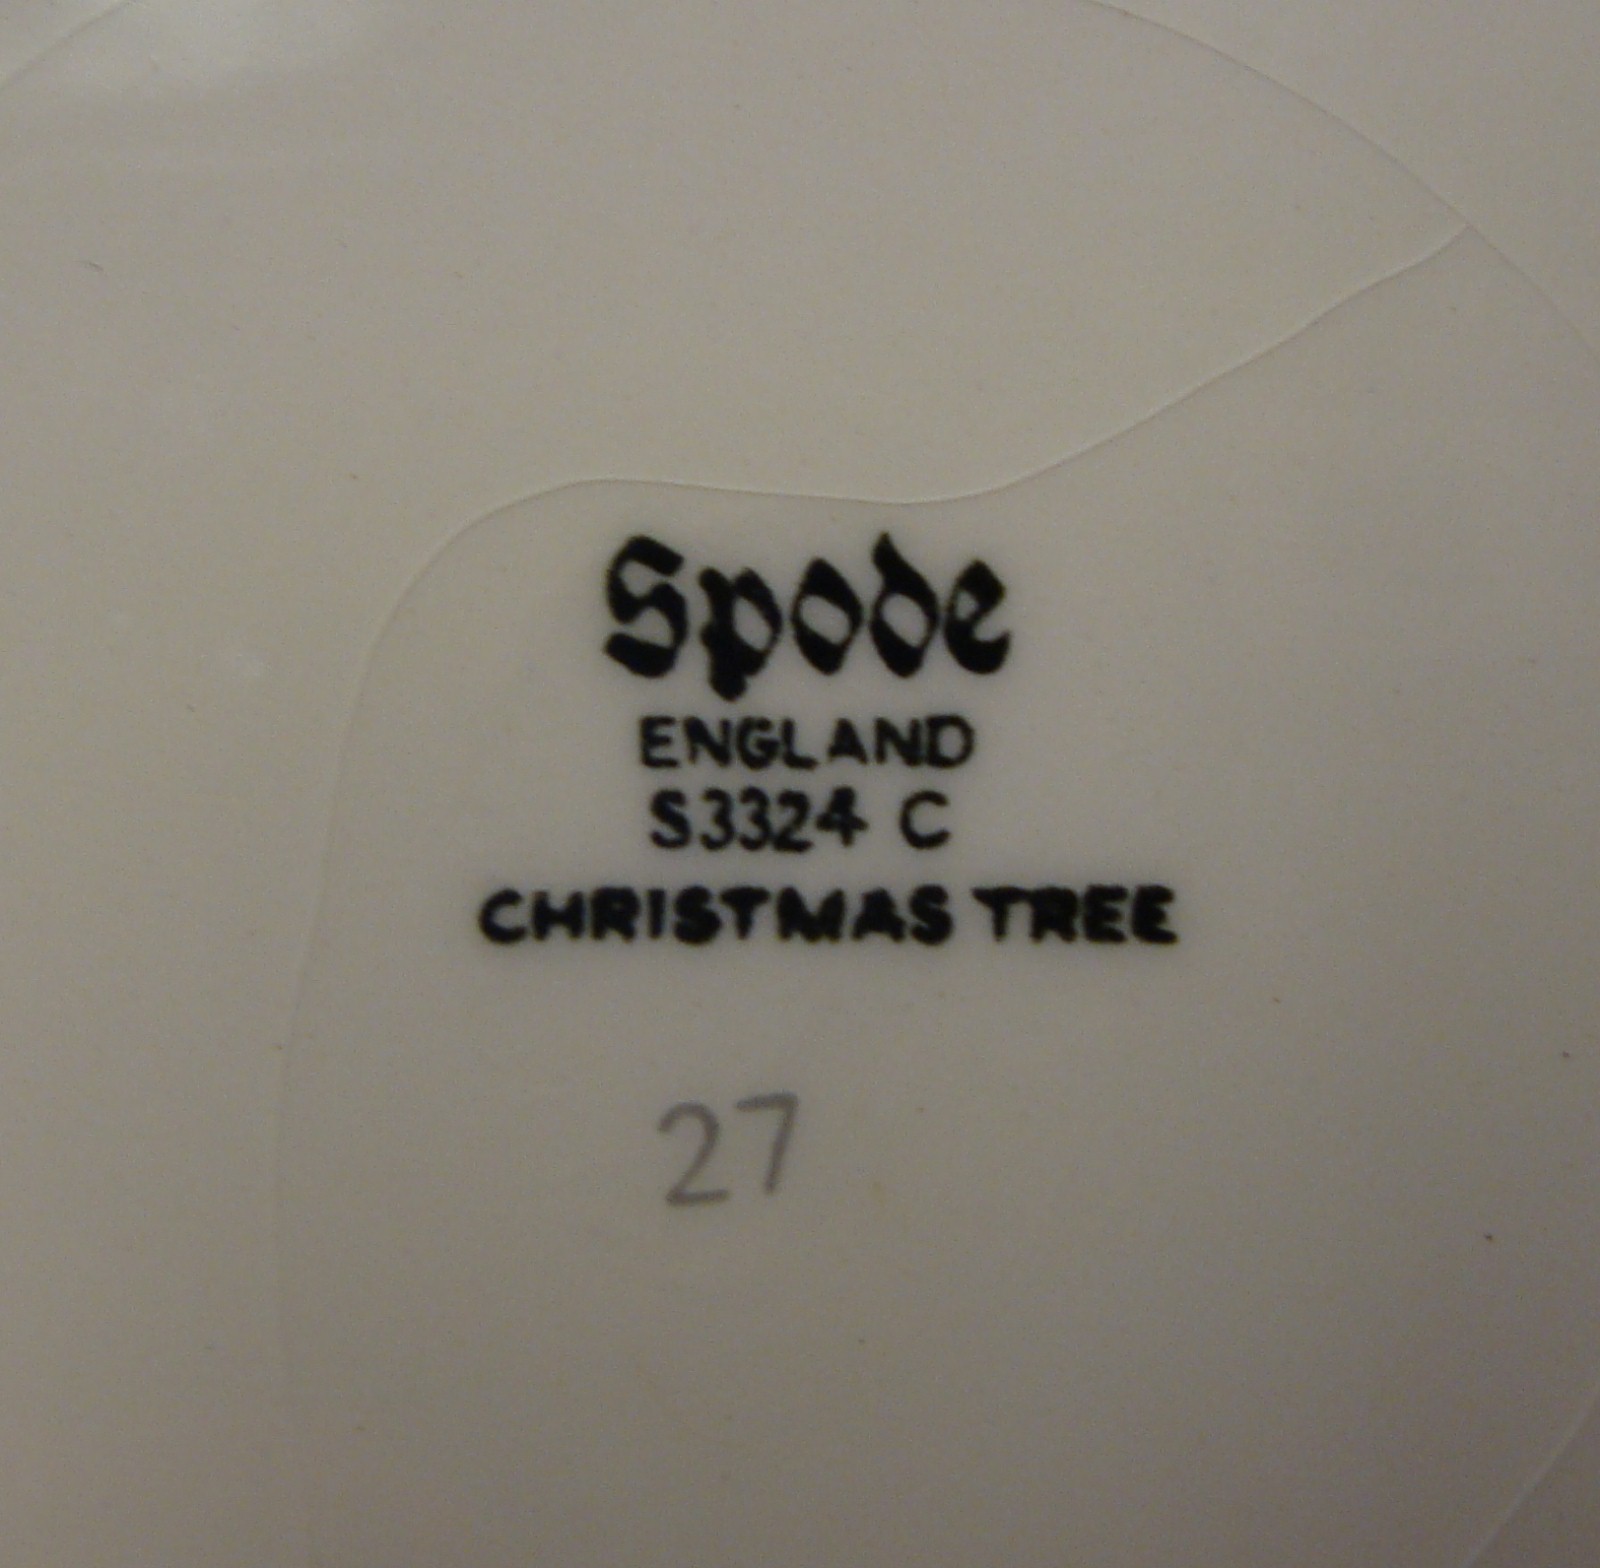 Spode
ENGLAND
S3324 C
CHRISTMAS TREE
27